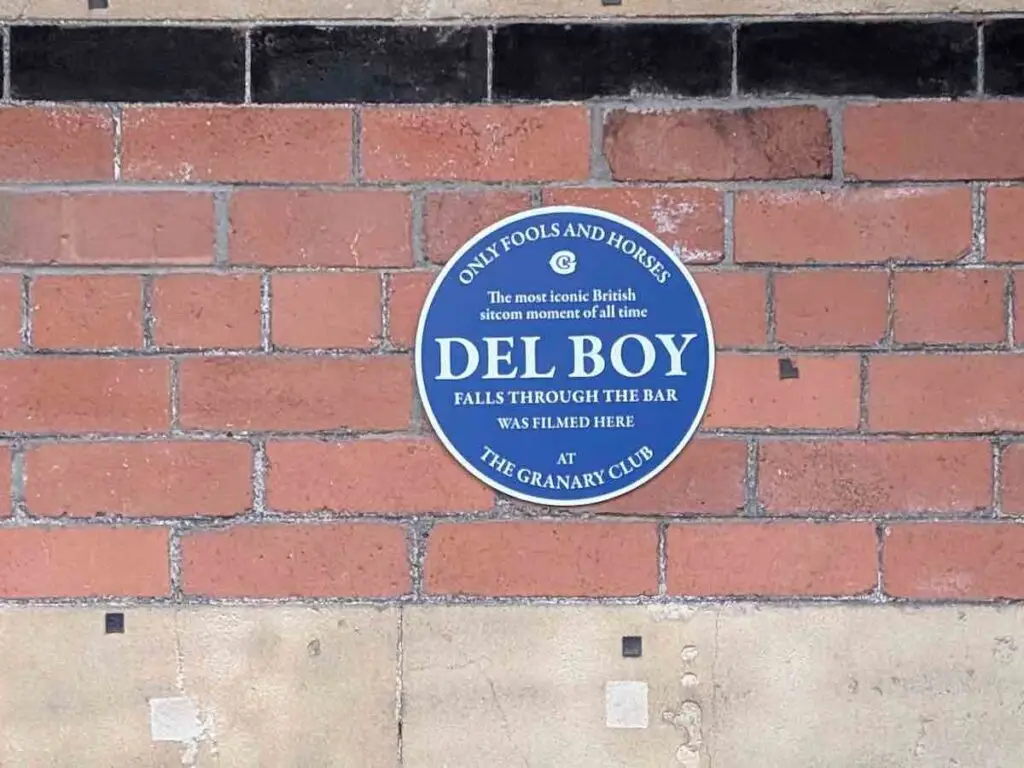 ONLY FOOLS AND HORSES
The most iconic British
sitcom moment of all time
DEL BOY
FALLS THROUGH THE BAR
WAS FILMED HERE
AT
THE GRANARY CLUB